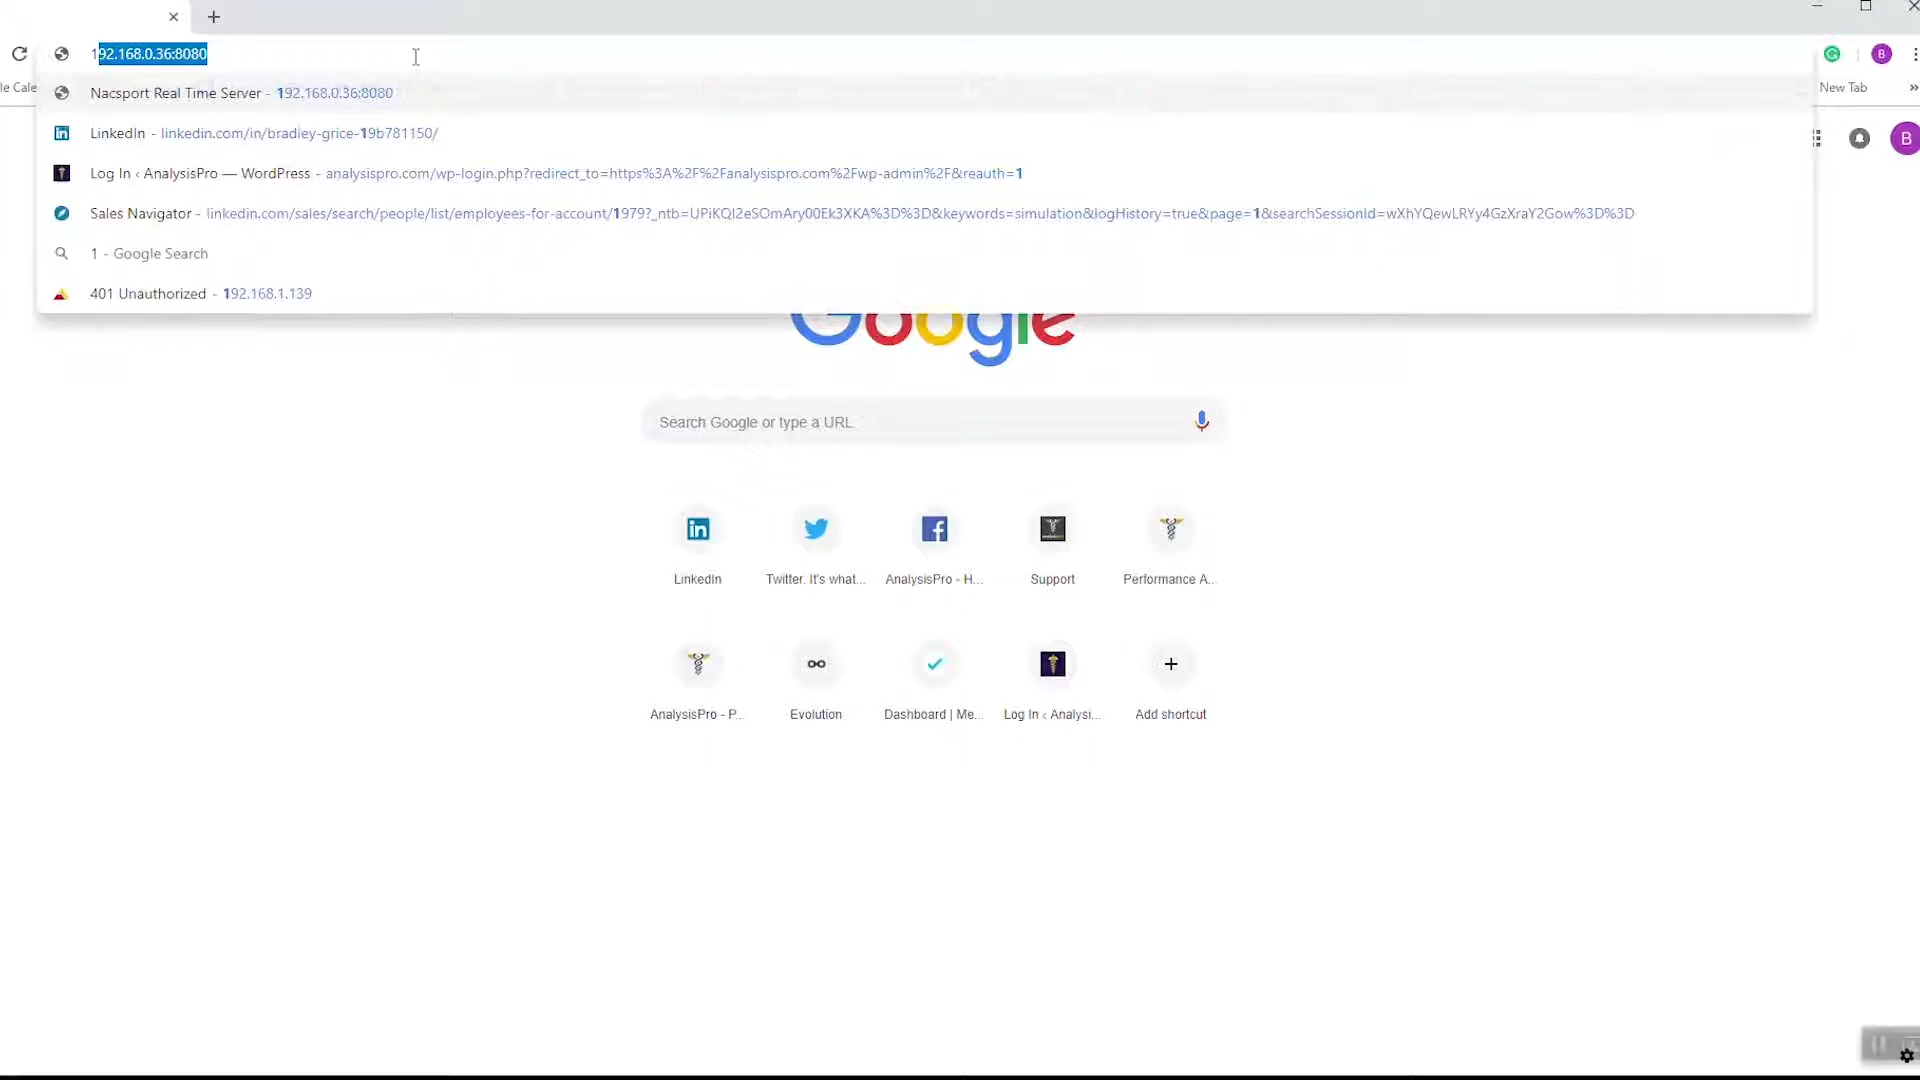 192.168.0.36:8080
le Cale
New Tab
»
Nacsport Real Time Server - 192.168.0.36:8080
LinkedIn - linkedin.com/in/bradley-grice-19b781150/
Log In ‹ AnalysisPro — WordPress - analysispro.com/wp-login.php?redirect_to=https%3A%2F%2Fanalysispro.com%2Fwp-admin%2F&reauth=1
Sales Navigator - linkedin.com/sales/search/people/list/employees-for-account/1979?_ntb=UPiKQI2eSOmAry00Ek3XKA%3D%3D&keywords=simulation&logHistory=true&page=1&searchSessionId=wXhYQewLRYy4GzXraY2Gow%3D%3D
1 - Google Search
401 Unauthorized - 192.168.1.139
B
B
Google
Search Google or type a URL
LinkedIn
Twitter. It's what...
AnalysisPro - H...
Support
Performance A...
AnalysisPro - P...
Evolution
Dashboard | Me...
Log In ‹ Analysi...
Add shortcut